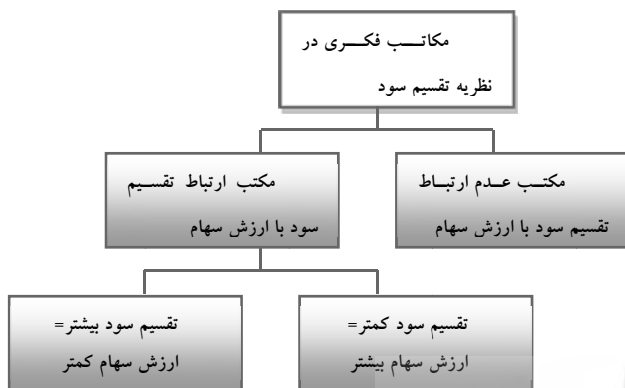 مکاتب فکری در
نظریه تقسیم سود
مکتب عدم ارتباط
تقسیم سود با ارزش سهام
مکتب ارتباط تقسیم
سود با ارزش سهام
تقسیم سود کمتر=
ارزش سهام بیشتر
تقسیم سود بیشتر=
ارزش سهام کمتر